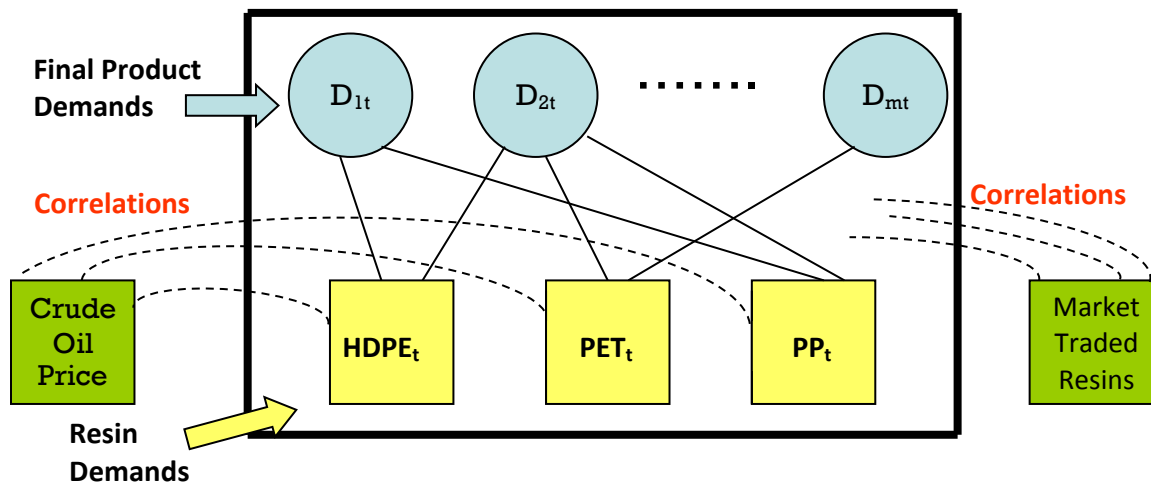 Final Product
Demands
D1t
D2t
.......
Dmt
Correlations
Correlations
Crude
Oil
Price
HDPEt
PETt
PPt
Market
Traded
Resins
Resin
Demands